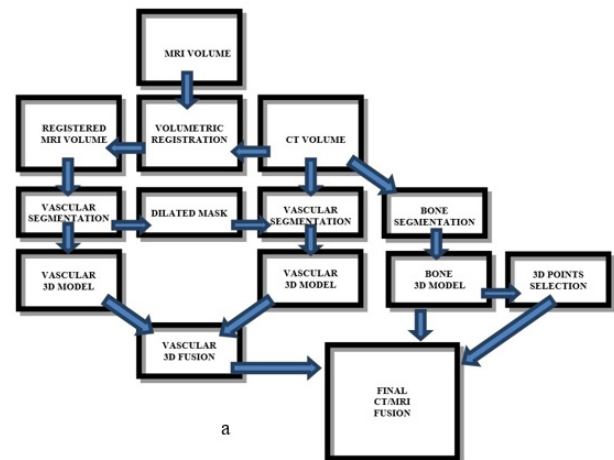 MRI VOLUME
REGISTERED
MRI VOLUME
VOLUMETRIC
REGISTRATION
CT VOLUME
VASCULAR
SEGMENTATION
DILATED MASK
VASCULAR
SEGMENTATION
BONE
SEGMENTATION
VASCULAR
3D MODEL
VASCULAR
3D MODEL
BONE
3D MODEL
3D POINTS
SELECTION
VASCULAR
3D FUSION
FINAL
CT/MRI
FUSION
a